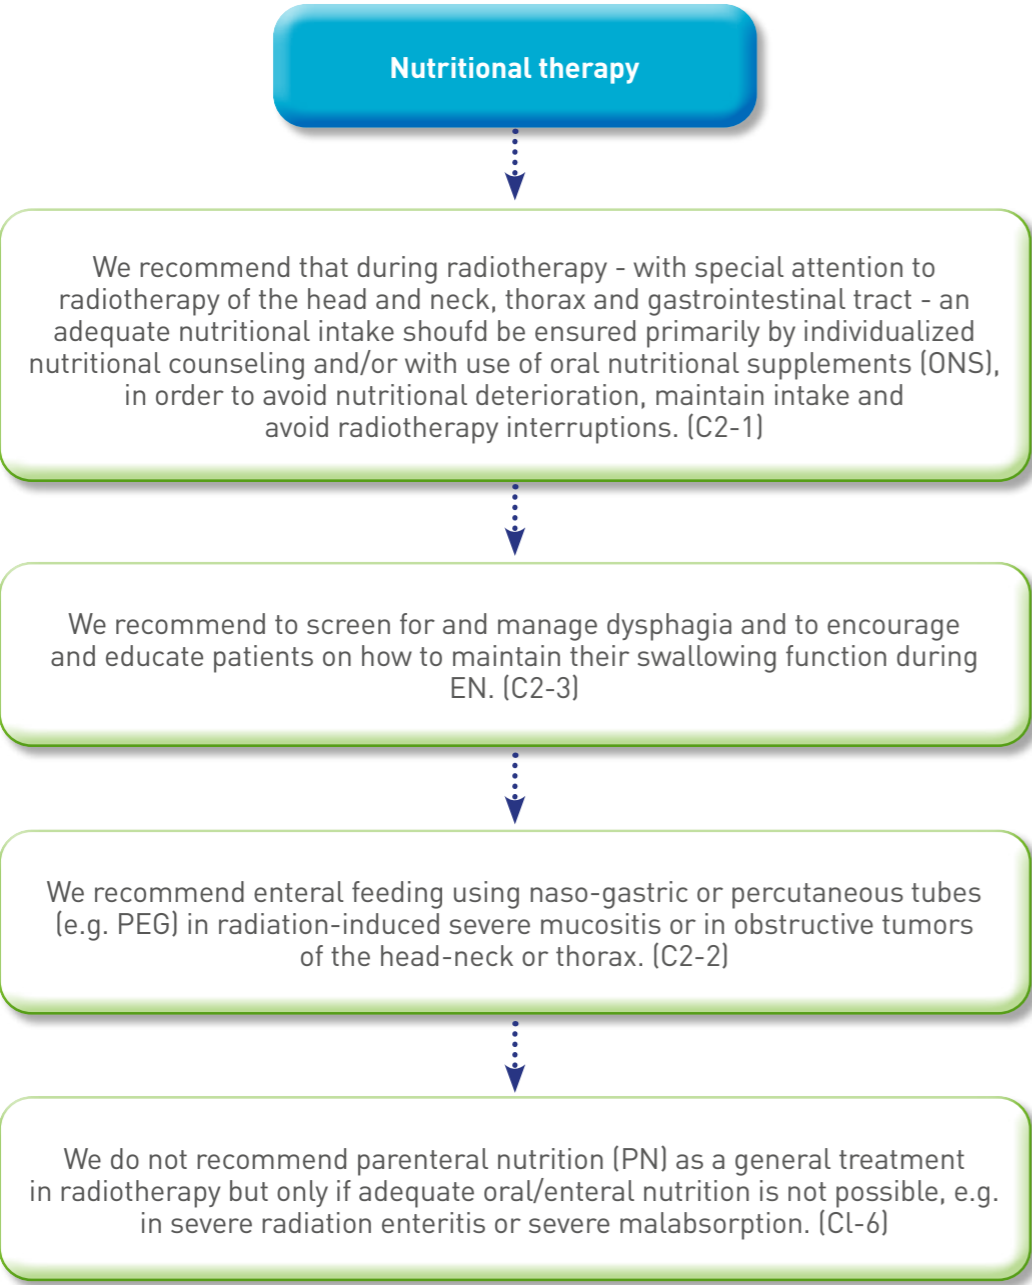 Nutritional therapy
We recommend that during radiotherapy - with special attention to
radiotherapy of the head and neck, thorax and gastrointestinal tract - an
adequate nutritional intake shoufd be ensured primarily by individualized
nutritional counseling and/or with use of oral nutritional supplements (ONS),
in order to avoid nutritional deterioration, maintain intake and
avoid radiotherapy interruptions. (C2-1)
We recommend to screen for and manage dysphagia and to encourage
and educate patients on how to maintain their swallowing function during
EN. (C2-3)
We recommend enteral feeding using naso-gastric or percutaneous tubes
(e.g. PEG) in radiation-induced severe mucositis or in obstructive tumors
of the head-neck or thorax. (C2-2)
We do not recommend parenteral nutrition (PN) as a general treatment
in radiotherapy but only if adequate oral/enteral nutrition is not possible, e.g.
in severe radiation enteritis or severe malabsorption. (Cl-6)